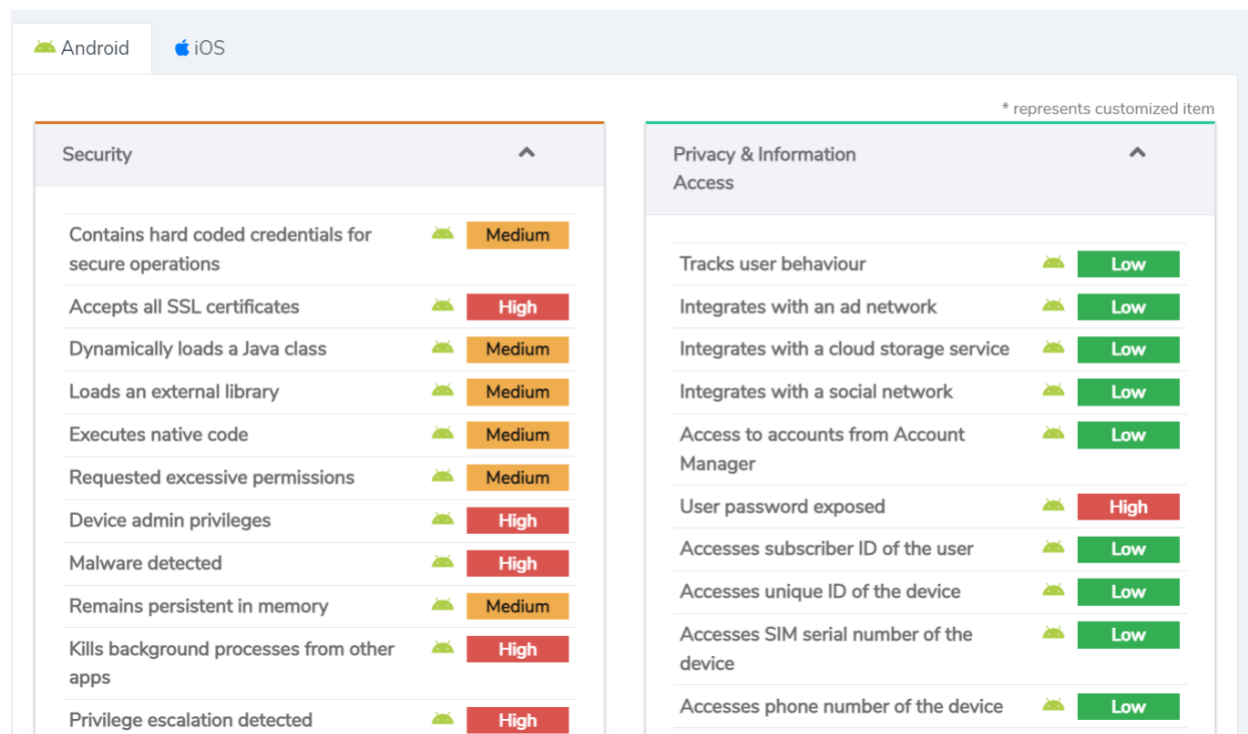 Android
iOS
* represents customized item
Security
Contains hard coded credentials for
secure operations
Medium
Accepts all SSL certificates
High
Dynamically loads a Java class
Medium
Loads an external library
Medium
Executes native code
Medium
Requested excessive permissions
Medium
Device admin privileges
High
Malware detected
High
Remains persistent in memory
Medium
Kills background processes from other
apps
High
Privilege escalation detected
High
Privacy & Information
Access
Tracks user behaviour
Low
Integrates with an ad network
Low
Integrates with a cloud storage service
Low
Integrates with a social network
Low
Access to accounts from Account
Manager
Low
User password exposed
High
Accesses subscriber ID of the user
Low
Accesses unique ID of the device
Low
Accesses SIM serial number of the
device
Low
Accesses phone number of the device
Low